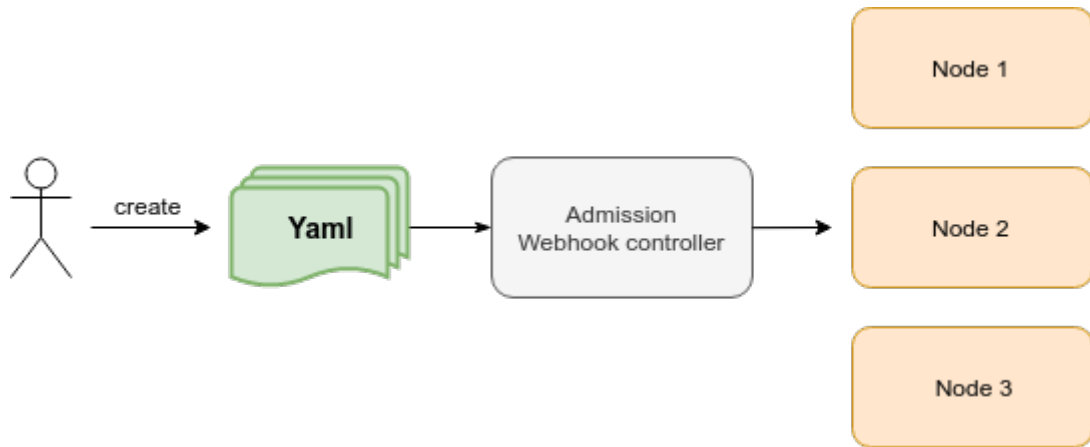 create
Yaml
Admission
Webhook controller
Node 1
Node 2
Node 3